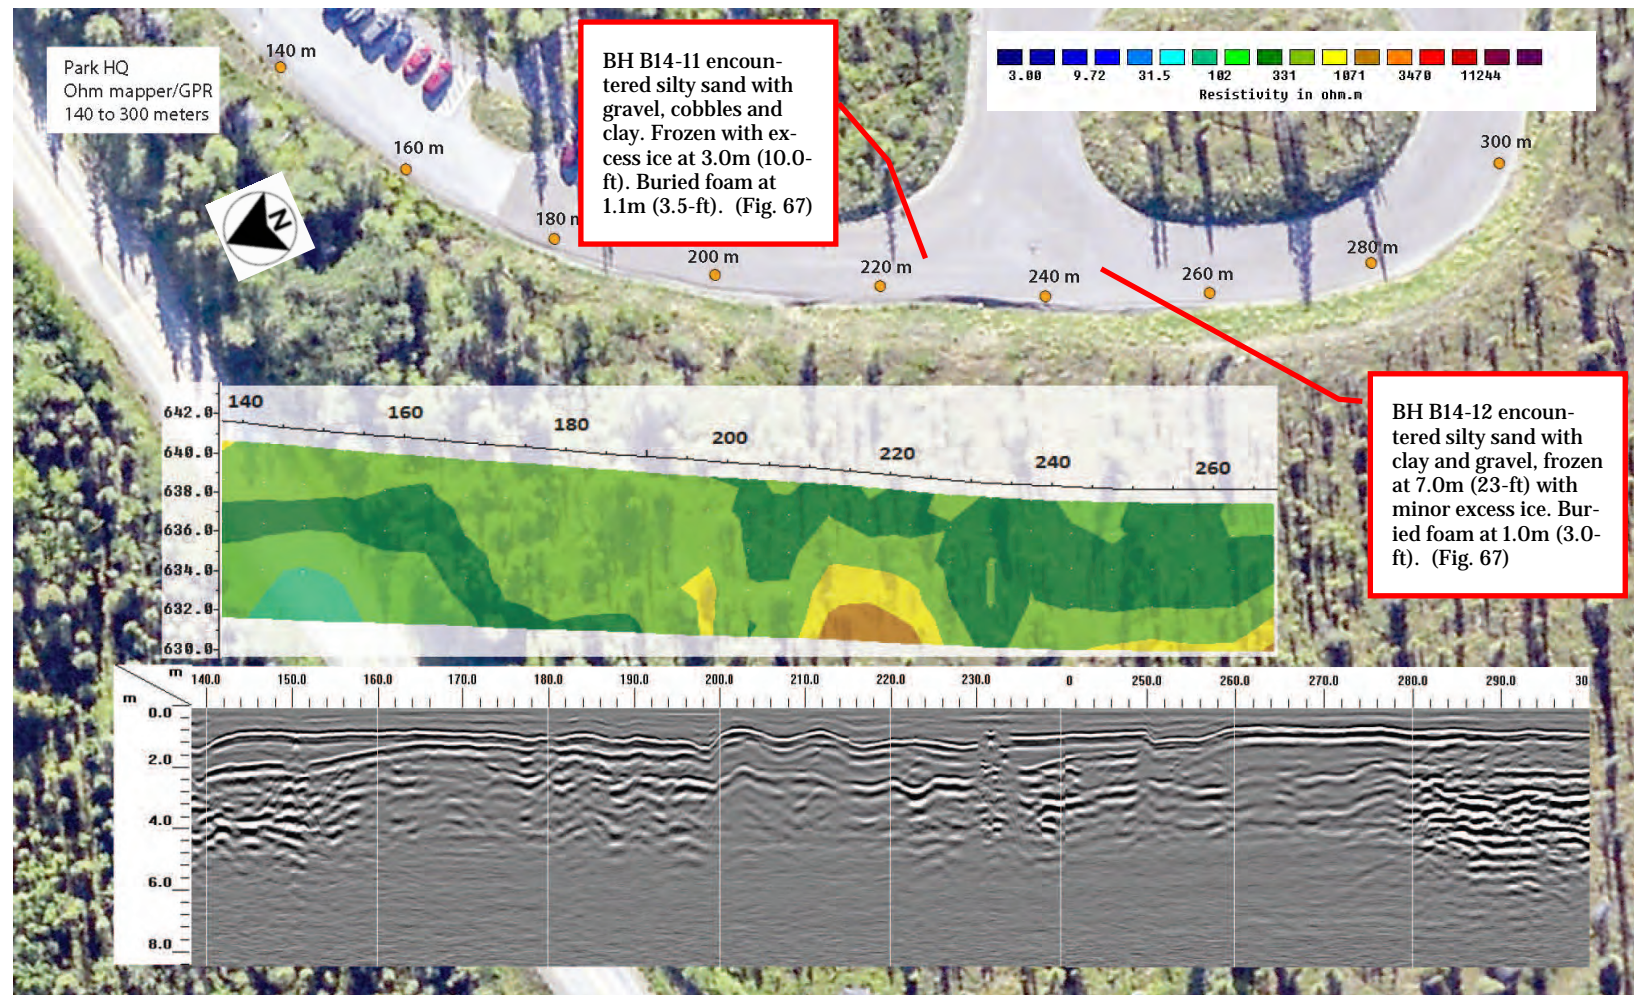 Park HQ
Ohm mapper/GPR
140 to 300 meters
140 m
160 m
180 m
200 m
220 m
240 m
260 m
280 m
300 m
N
BH B14-11 encoun-
tered silty sand with
gravel, cobbles and
clay. Frozen with ex-
cess ice at 3.0m (10.0-
ft). Buried foam at
1.1m (3.5-ft). (Fig. 67)
3.00 9.72 31.5 102 331 1071 3470 11244
Resistivity in ohm.m
BH B14-12 encoun-
tered silty sand with
clay and gravel, frozen
at 7.0m (23-ft) with
minor excess ice. Bur-
ied foam at 1.0m (3.0-
ft). (Fig. 67)
140 160 180 200 220 240 260
642.0
640.0
638.0
636.0
634.0
632.0
630.0
m
m
140.0 150.0 160.0 170.0 180.0 190.0 200.0 210.0 220.0 230.0 0 250.0 260.0 270.0 280.0 290.0 30
0.0
2.0
4.0
6.0
8.0